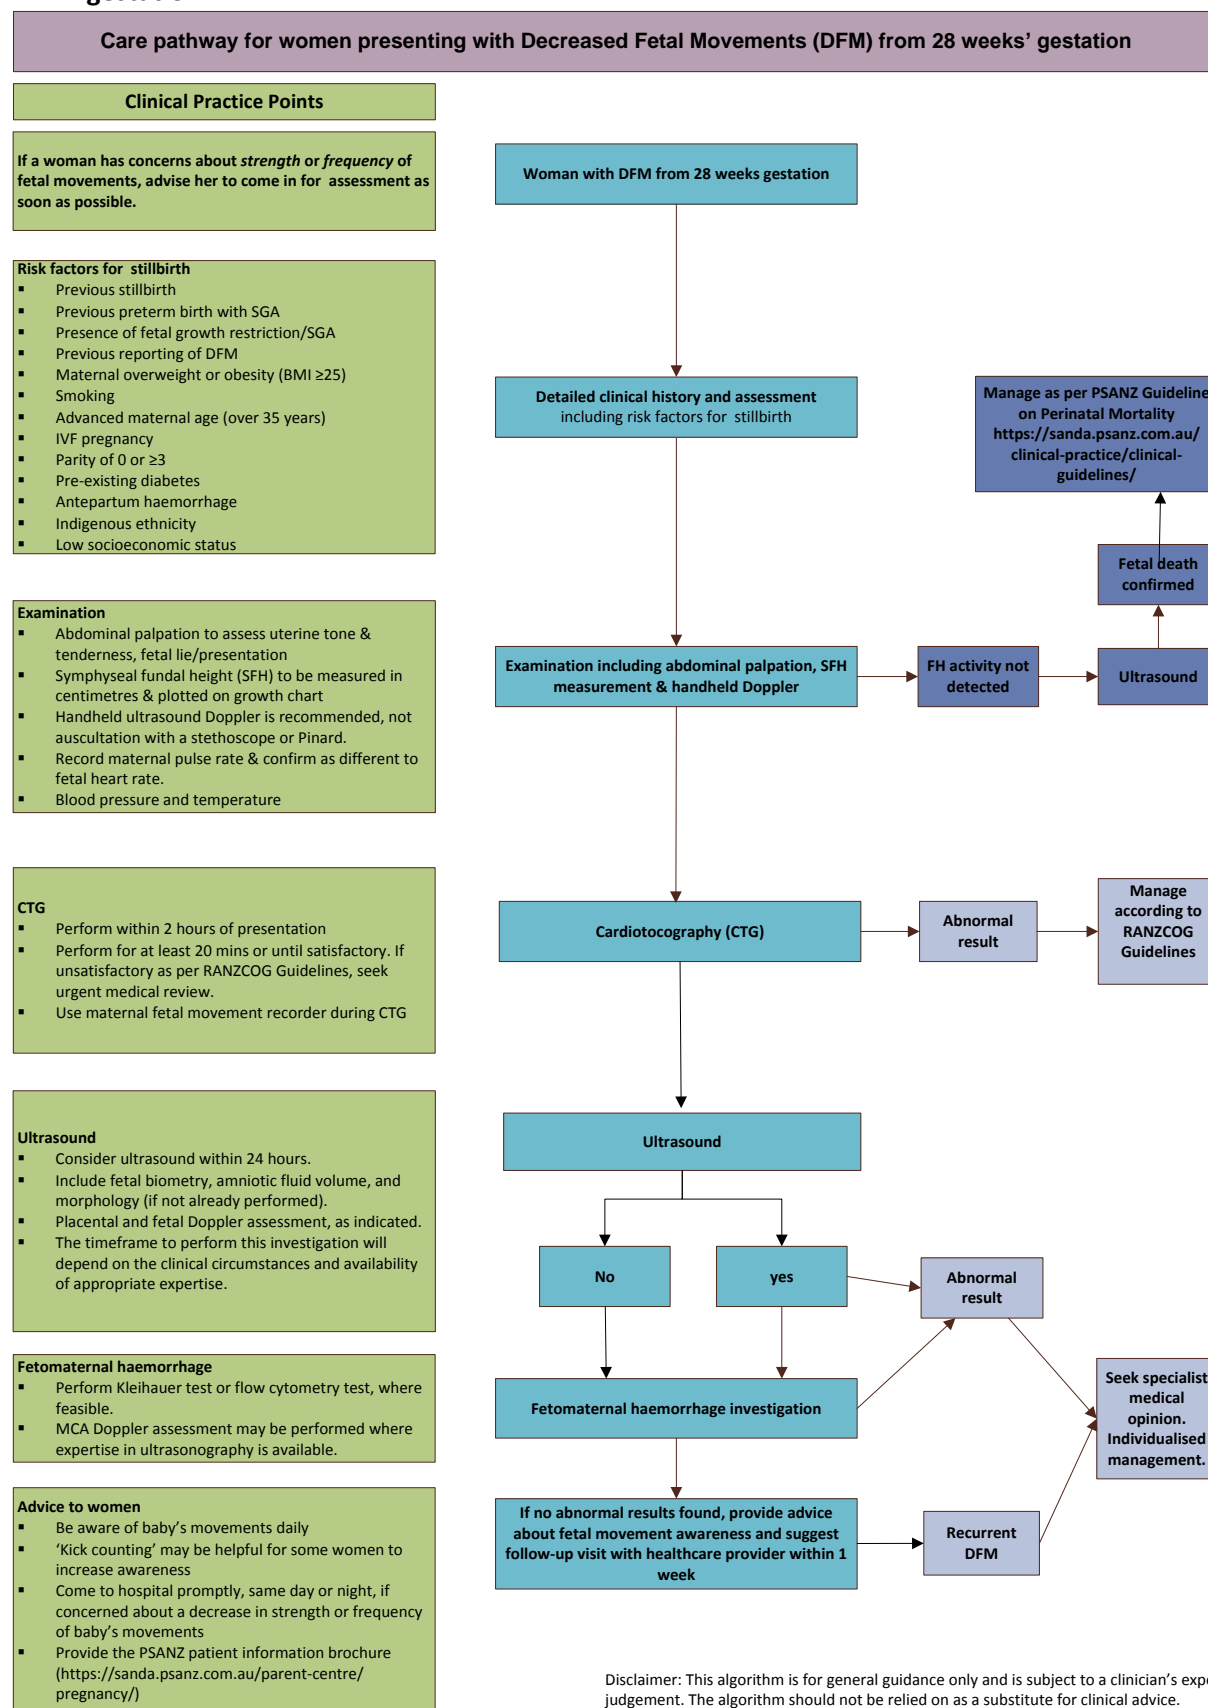 Care pathway for women presenting with Decreased Fetal Movements (DFM) from 28 weeks’ gestation
Clinical Practice Points
If a woman has concerns about strength or frequency of
fetal movements, advise her to come in for assessment as
soon as possible.
Risk factors for stillbirth
▪ Previous stillbirth
▪ Previous preterm birth with SGA
▪ Presence of fetal growth restriction/SGA
▪ Previous reporting of DFM
▪ Maternal overweight or obesity (BMI ≥25)
▪ Smoking
▪ Advanced maternal age (over 35 years)
▪ IVF pregnancy
▪ Parity of 0 or ≥3
▪ Pre-existing diabetes
▪ Antepartum haemorrhage
▪ Indigenous ethnicity
▪ Low socioeconomic status
Examination
▪ Abdominal palpation to assess uterine tone &
tenderness, fetal lie/presentation
▪ Symphyseal fundal height (SFH) to be measured in
centimetres & plotted on growth chart
▪ Handheld ultrasound Doppler is recommended, not
auscultation with a stethoscope or Pinard.
▪ Record maternal pulse rate & confirm as different to
fetal heart rate.
▪ Blood pressure and temperature
CTG
▪ Perform within 2 hours of presentation
▪ Perform for at least 20 mins or until satisfactory. If
unsatisfactory as per RANZCOG Guidelines, seek
urgent medical review.
▪ Use maternal fetal movement recorder during CTG
Ultrasound
▪ Consider ultrasound within 24 hours.
▪ Include fetal biometry, amniotic fluid volume, and
morphology (if not already performed).
▪ Placental and fetal Doppler assessment, as indicated.
▪ The timeframe to perform this investigation will
depend on the clinical circumstances and availability
of appropriate expertise.
Fetomaternal haemorrhage
▪ Perform Kleihauer test or flow cytometry test, where
feasible.
▪ MCA Doppler assessment may be performed where
expertise in ultrasonography is available.
Advice to women
▪ Be aware of baby’s movements daily
▪ ‘Kick counting’ may be helpful for some women to
increase awareness
▪ Come to hospital promptly, same day or night, if
concerned about a decrease in strength or frequency
of baby’s movements
▪ Provide the PSANZ patient information brochure
(https://sanda.psanz.com.au/parent-centre/
pregnancy/)
Woman with DFM from 28 weeks gestation
Detailed clinical history and assessment
including risk factors for stillbirth
Manage as per PSANZ Guideline
on Perinatal Mortality
https://sanda.psanz.com.au/
clinical-practice/clinical-
guidelines/
Fetal death
confirmed
Examination including abdominal palpation, SFH
measurement & handheld Doppler
FH activity not
detected
Ultrasound
Cardiotocography (CTG)
Abnormal
result
Manage
according to
RANZCOG
Guidelines
Ultrasound
No
yes
Abnormal
result
Fetomaternal haemorrhage investigation
Seek specialist
medical
opinion.
Individualised
management.
If no abnormal results found, provide advice
about fetal movement awareness and suggest
follow-up visit with healthcare provider within 1
week
Recurrent
DFM
Disclaimer: This algorithm is for general guidance only and is subject to a clinician’s
judgement. The algorithm should not be relied on as a substitute for clinical advice.